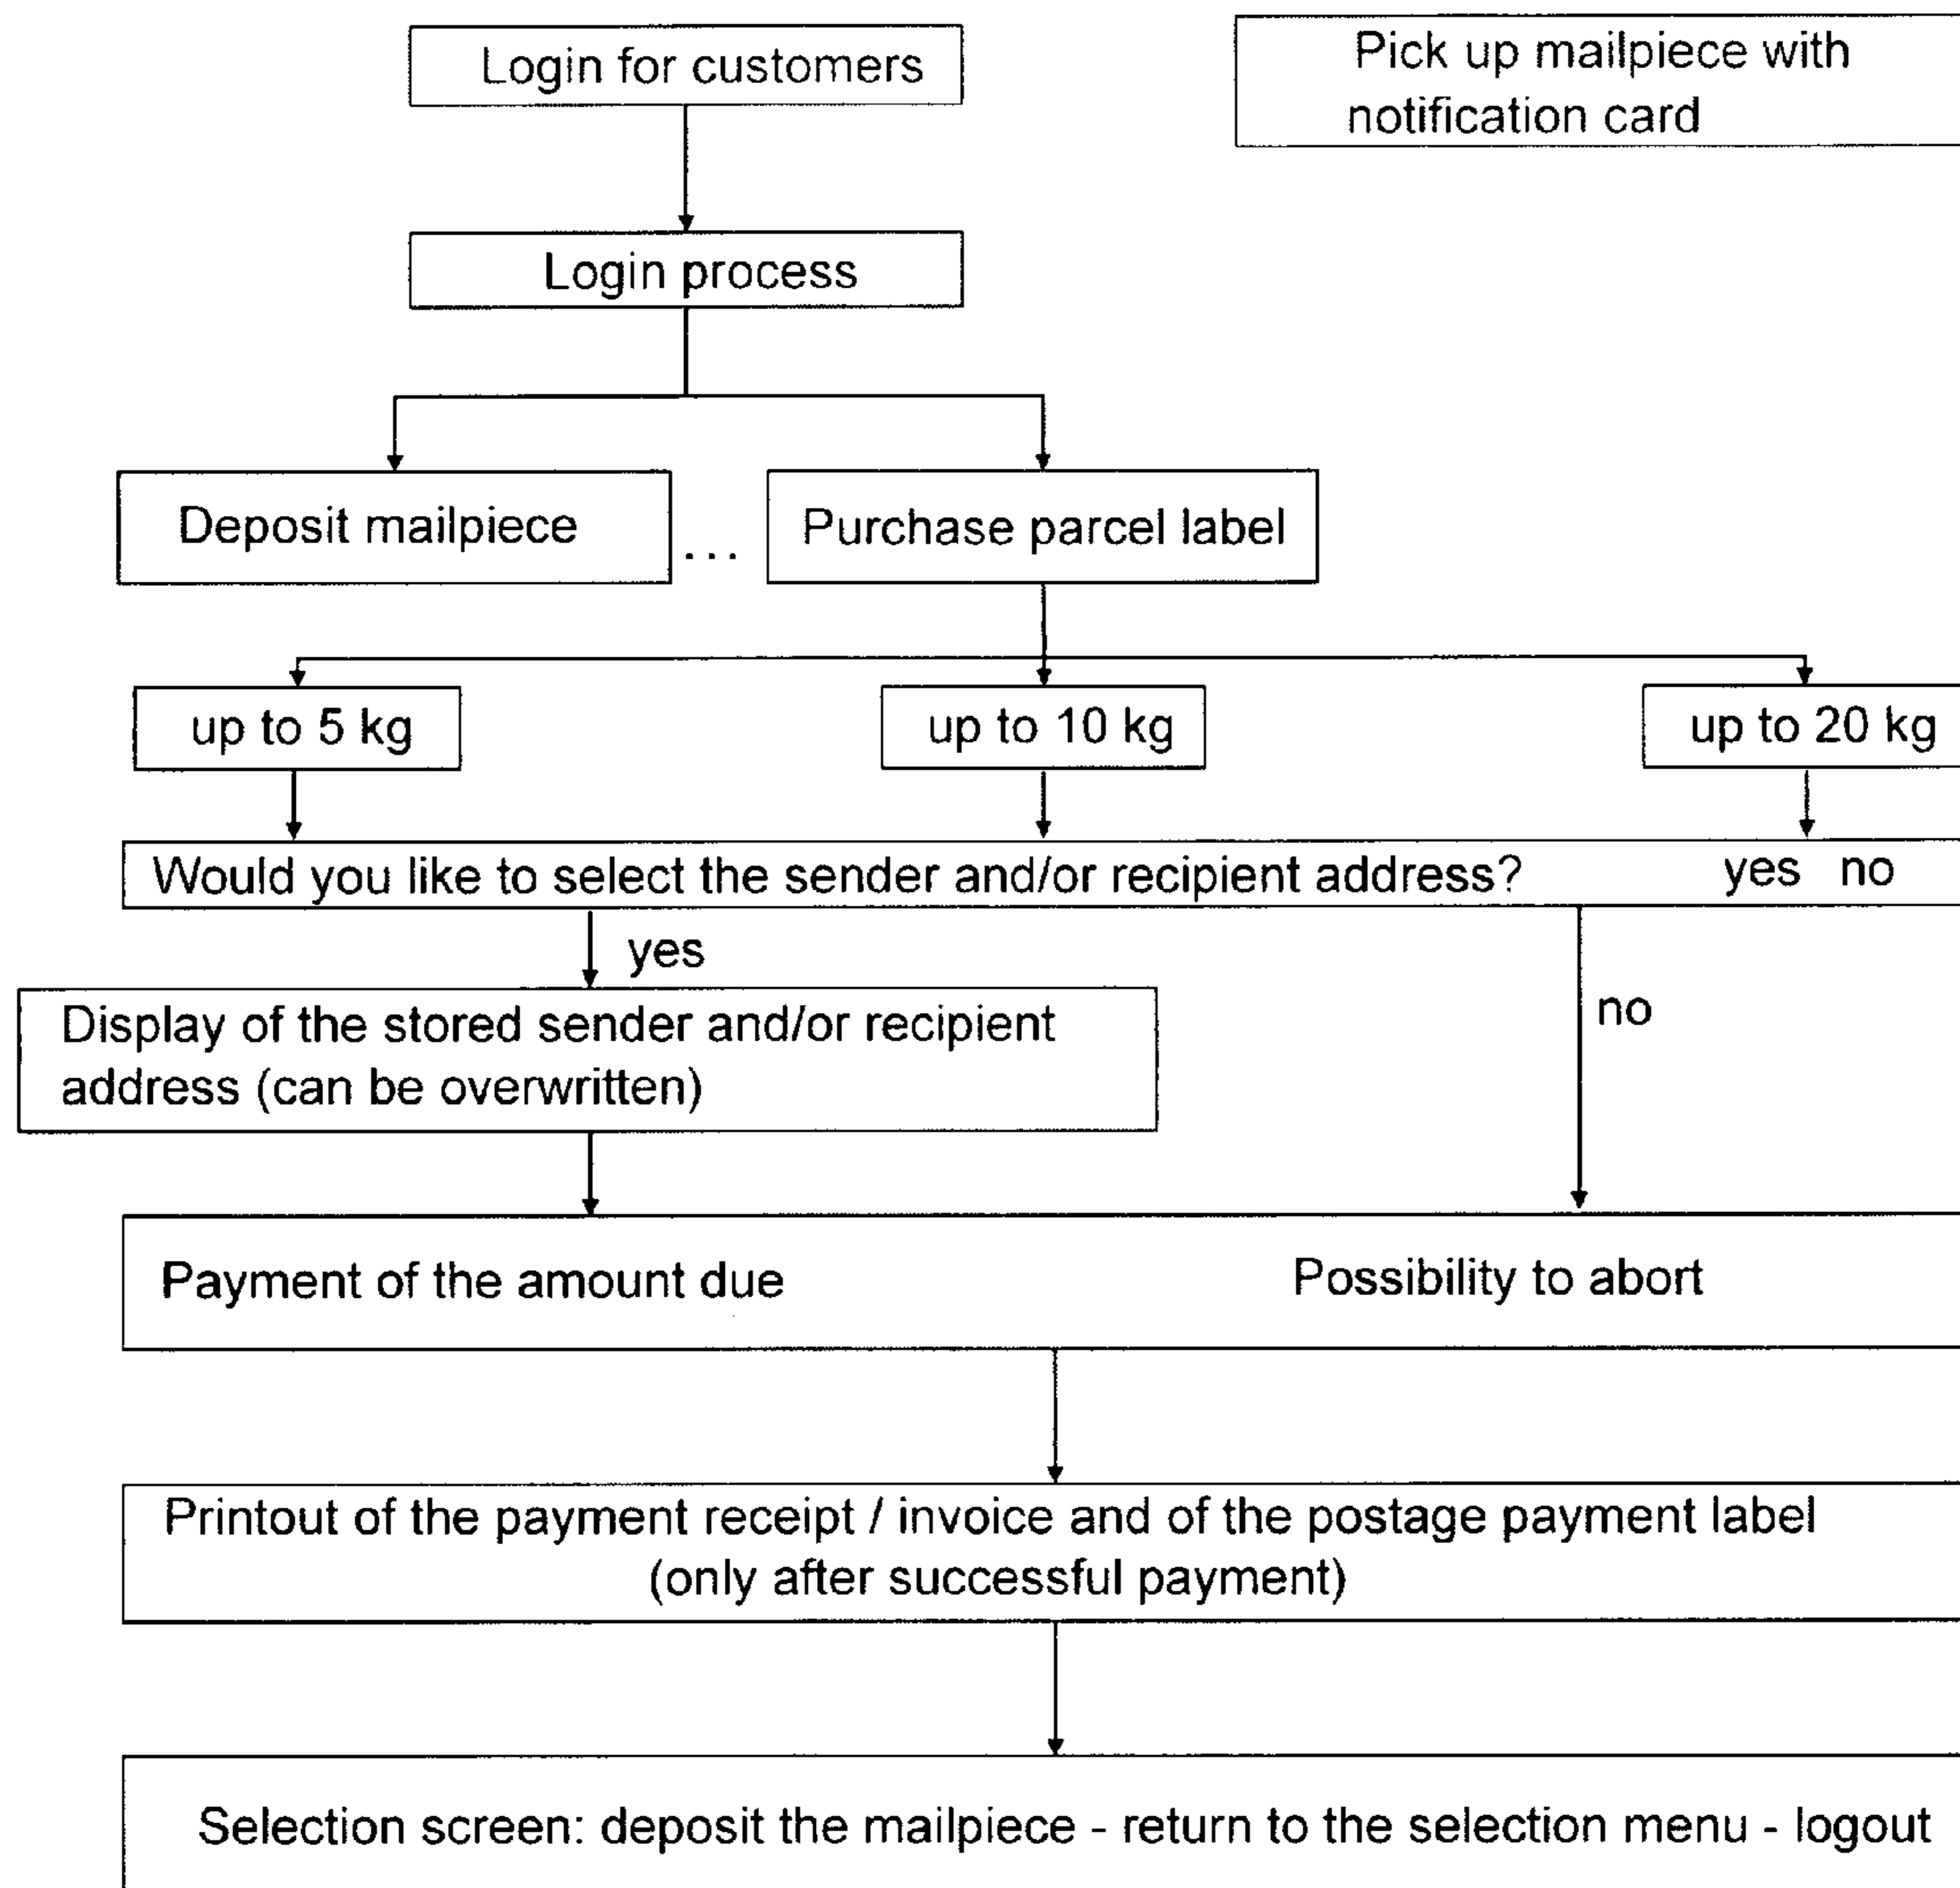 Login for customers
Pick up mailpiece with
notification card
Login process
Deposit mailpiece
...
Purchase parcel label
up to 5 kg
up to 10 kg
up to 20 kg
Would you like to select the sender and/or recipient address? yes no
yes
no
Display of the stored sender and/or recipient
address (can be overwritten)
Payment of the amount due
Possibility to abort
Printout of the payment receipt / invoice and of the postage payment label
(only after successful payment)
Selection screen: deposit the mailpiece - return to the selection menu - logout